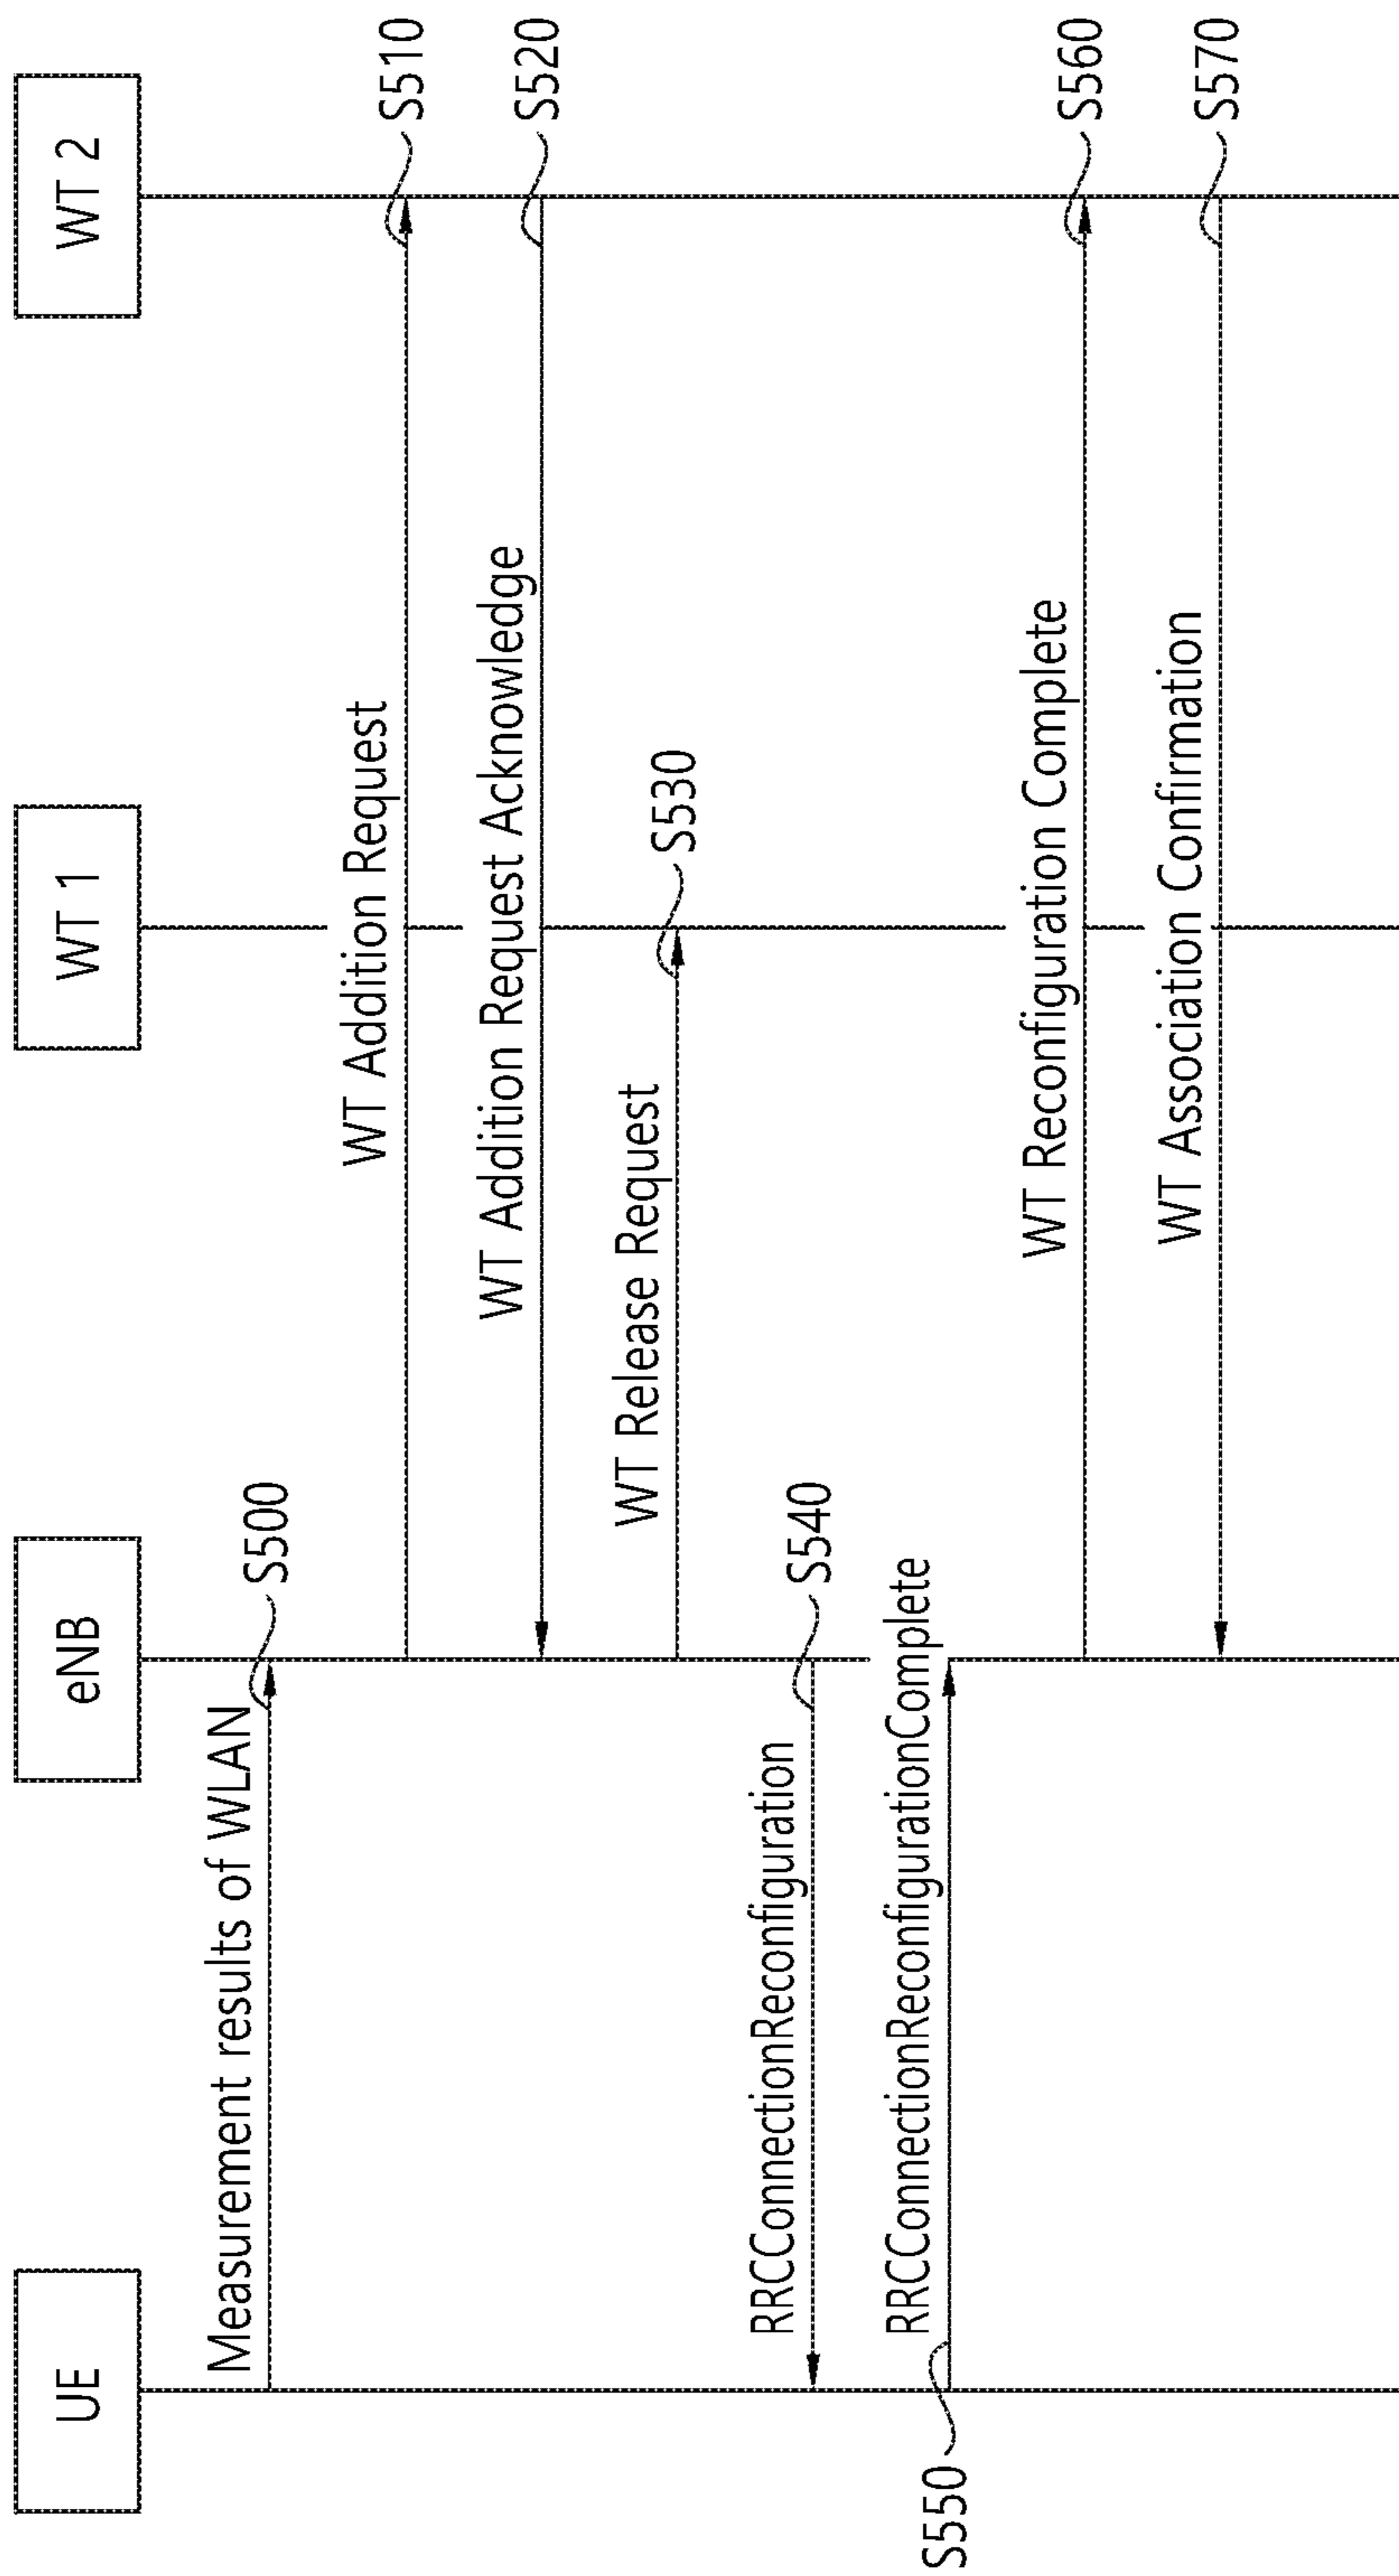 UE
eNB
WT 1
WT 2
Measurement results of WLAN
S500
WT Addition Request
S510
WT Addition Request Acknowledge
S520
WT Release Request
S530
RRCConnectionReconfiguration
S540
RRCConnectionReconfigurationComplete
S550
WT Reconfiguration Complete
S560
WT Association Confirmation
S570